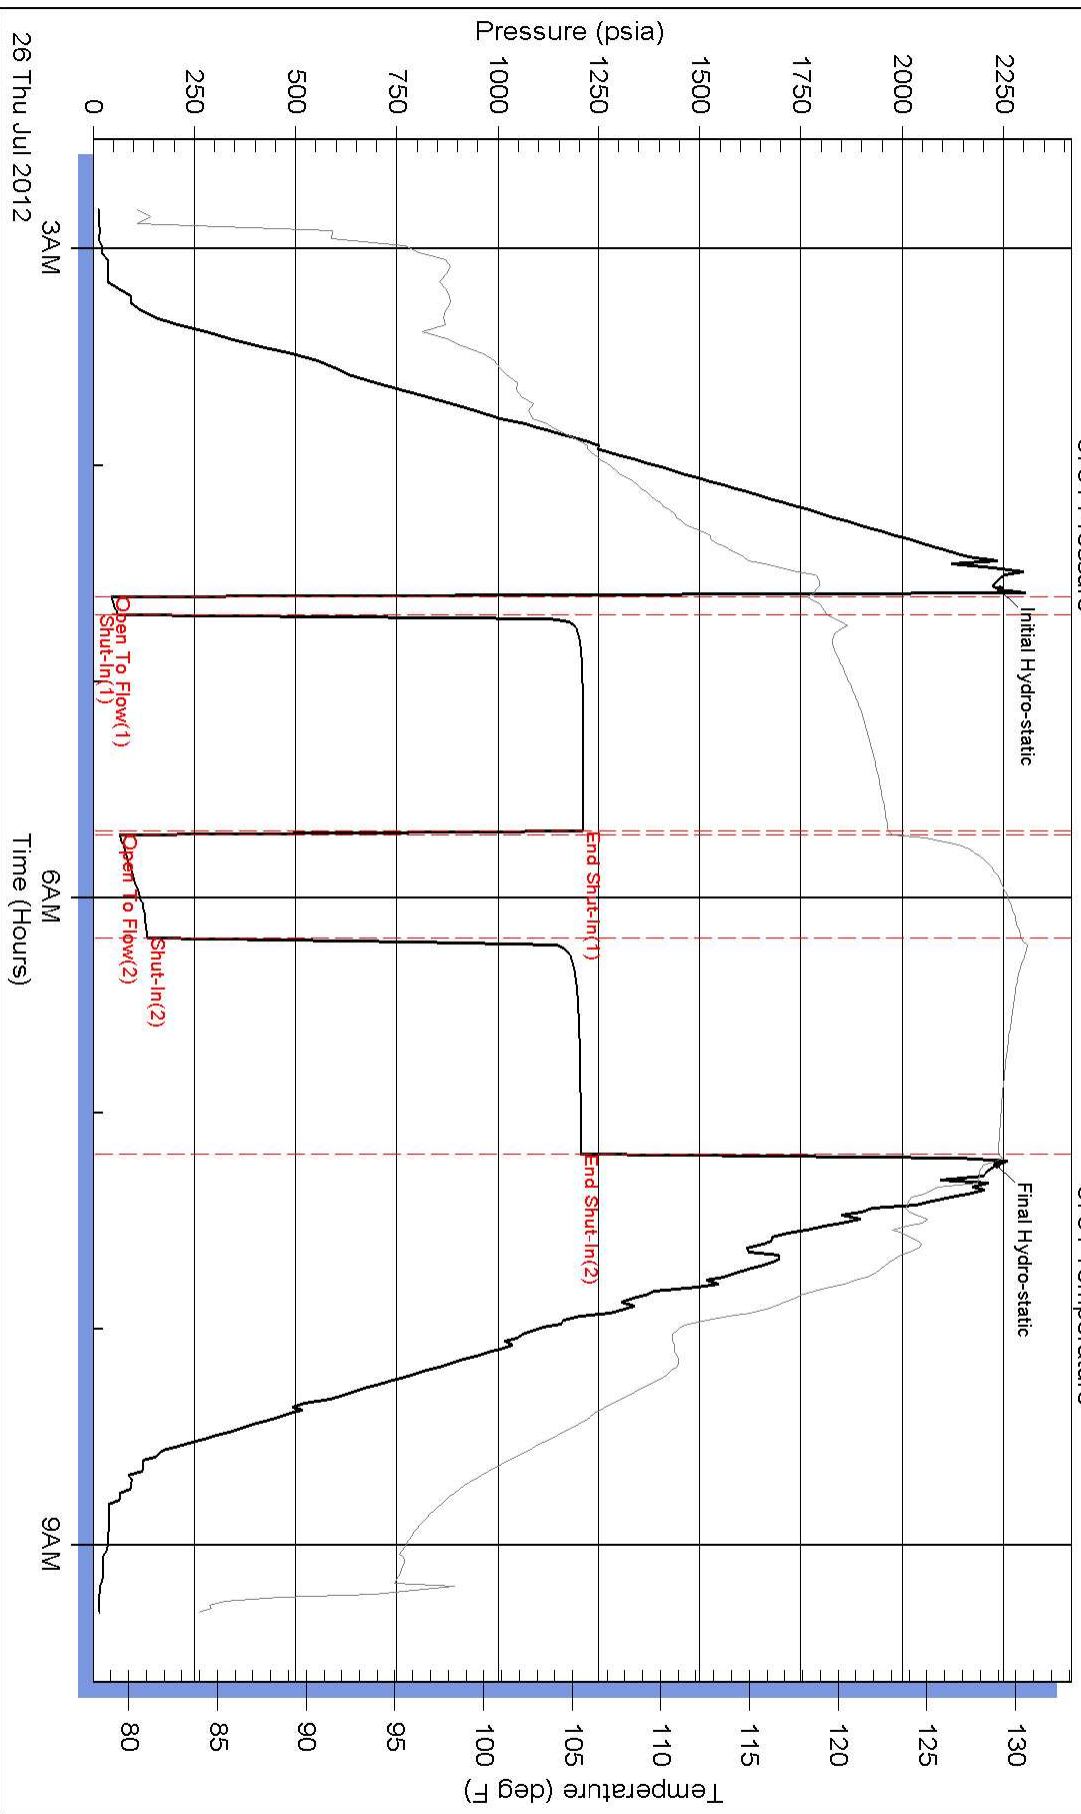 Pressure (psia)
2250
2000
1750
1500
1250
1000
750
500
250
0
Initial Hydro-static
Final Hydro-static
Open To Flow(1)
Shut-In(1)
End Shut-In(1)
Open To Flow(2)
Shut-In(2)
End Shut-In(2)
130
125
120
115
110
105
100
95
90
85
80
Temperature (deg F)
3AM
6AM
9AM
26 Thu Jul 2012
Time (Hours)